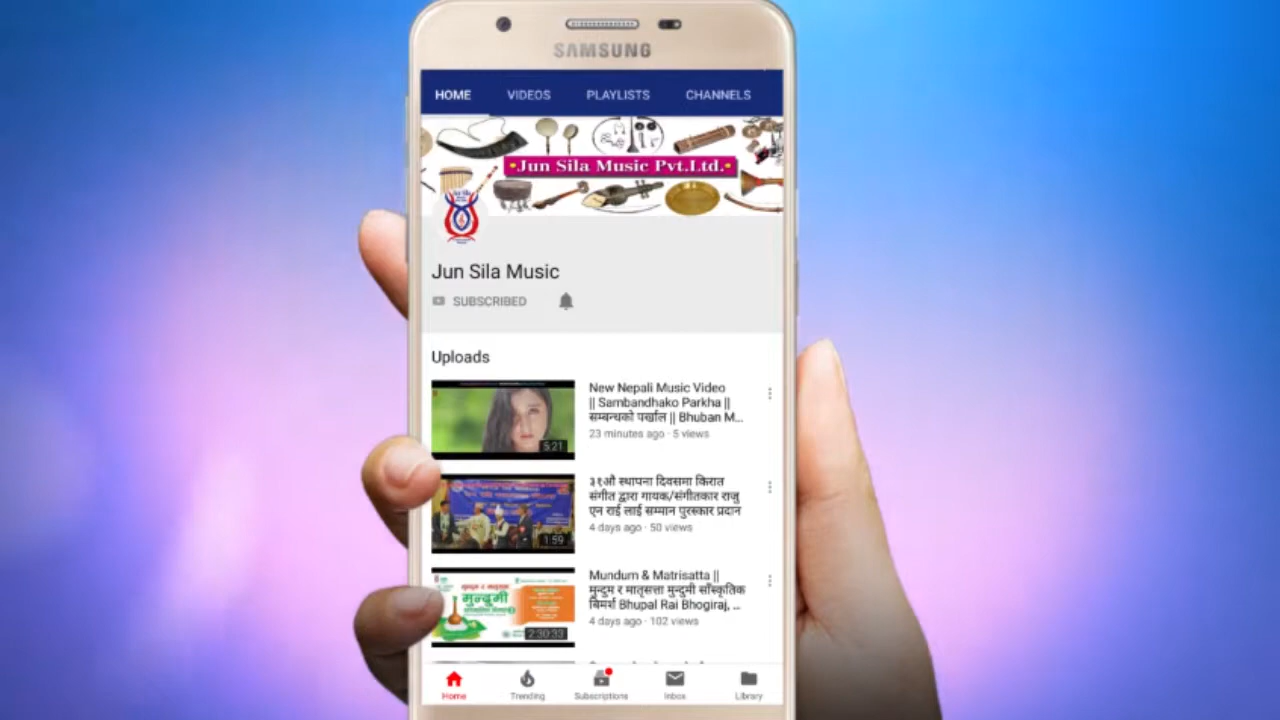 SAMSUNG
HOME VIDEOS PLAYLISTS CHANNELS
Jun Sila Music Pvt.Ltd.
Jun Sila Music
SUBSCRIBED
Uploads
New Nepali Music Video
|| Sambandhako Parkha ||
सम्बन्धको पर्खाल || Bhuban M...
23 minutes ago · 5 views
5:21
३१औ स्थापना दिवसमा किरात
संगीत द्वारा गायक/संगीतकार राजु
एन राई लाई सम्मान पुरस्कार प्रदान
4 days ago · 50 views
1:59
Mundum & Matrisatta ||
मुन्दुम र मातृसत्ता मुन्दुमी साँस्कृतिक
बिमर्श Bhupal Rai Bhogiraj, ...
4 days ago · 102 views
मुन्दुमी
2:30:33
Home Trending Subscriptions Inbox Library